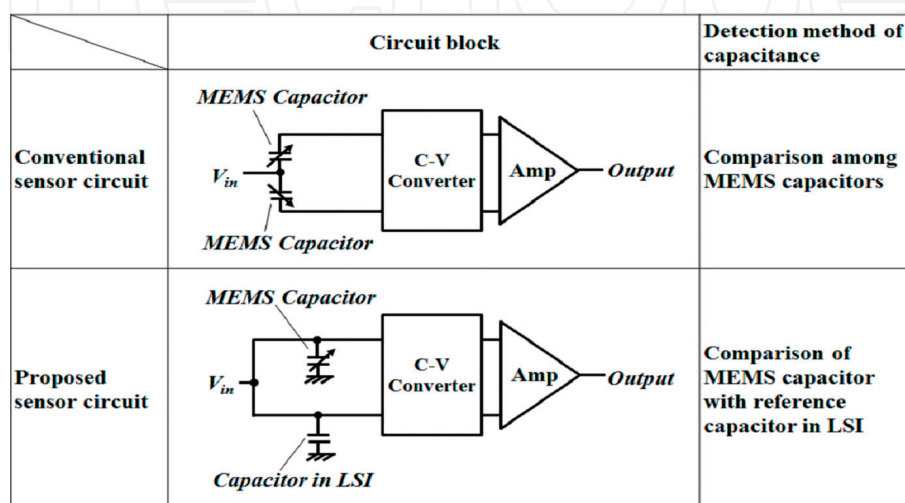 Circuit block
Detection method of
capacitance
Conventional
sensor circuit
MEMS Capacitor
V_in
MEMS Capacitor
C-V
Converter
Amp
Output
Comparison among
MEMS capacitors
Proposed
sensor circuit
MEMS Capacitor
V_in
Capacitor in LSI
C-V
Converter
Amp
Output
Comparison of
MEMS capacitor
with reference
capacitor in LSI